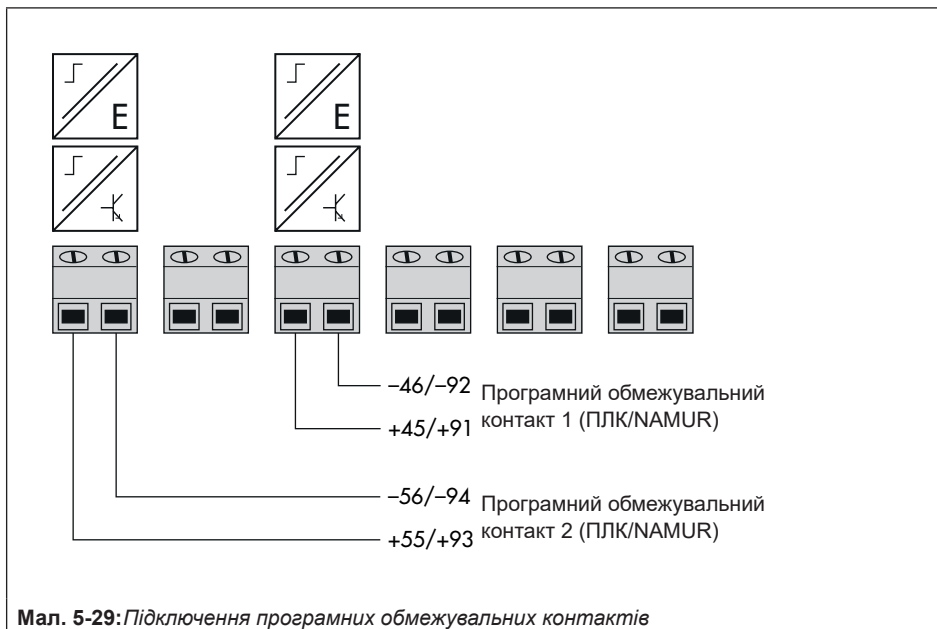 E
E
–46/–92
+45/+91
Програмний обмежувальний
контакт 1 (ПЛК/NAMUR)
–56/–94
+55/+93
Програмний обмежувальний
контакт 2 (ПЛК/NAMUR)
Мал. 5-29:Підключення програмних обмежувальних контактів